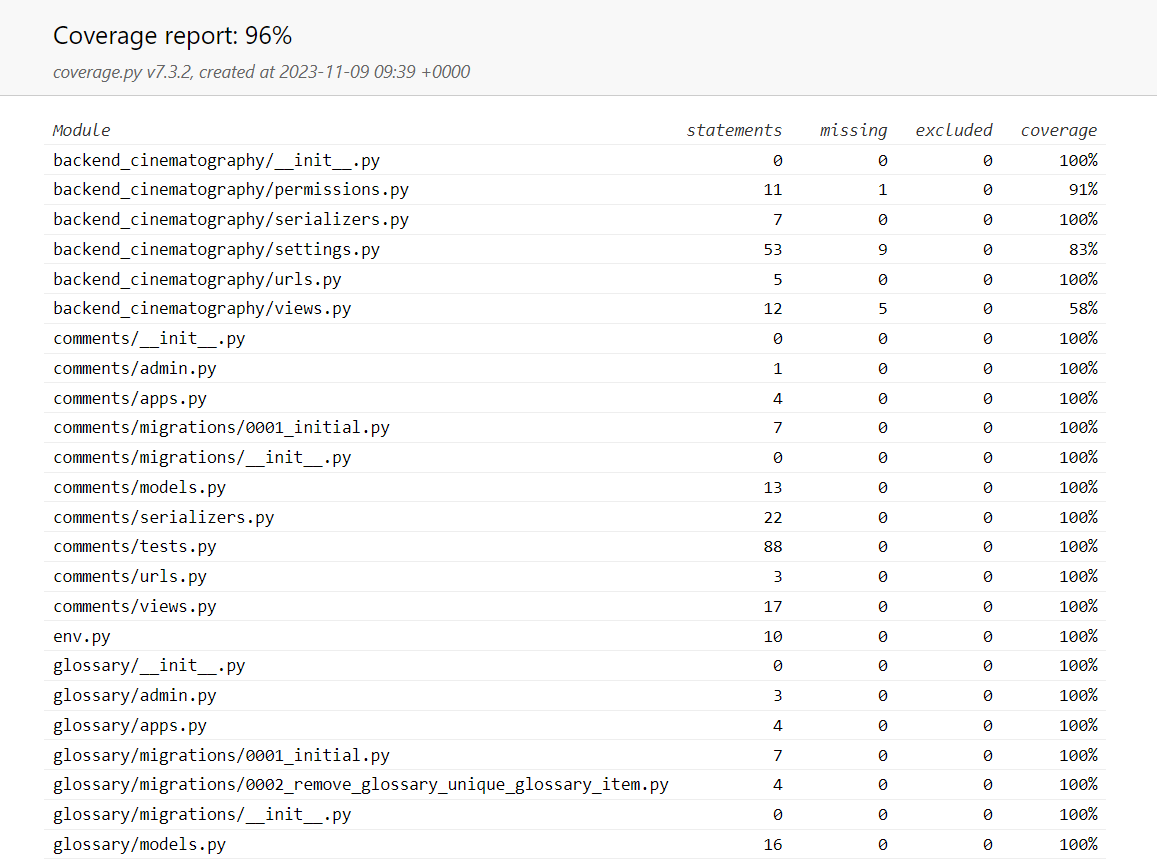 Coverage report: 96%
coverage.py v7.3.2, created at 2023-11-09 09:39 +0000
Module statements missing excluded coverage
backend_cinematography/__init__.py 0 0 0 100%
backend_cinematography/permissions.py 11 1 0 91%
backend_cinematography/serializers.py 7 0 0 100%
backend_cinematography/settings.py 53 9 0 83%
backend_cinematography/urls.py 5 0 0 100%
backend_cinematography/views.py 12 5 0 58%
comments/__init__.py 0 0 0 100%
comments/admin.py 1 0 0 100%
comments/apps.py 4 0 0 100%
comments/migrations/0001_initial.py 7 0 0 100%
comments/migrations/__init__.py 0 0 0 100%
comments/models.py 13 0 0 100%
comments/serializers.py 22 0 0 100%
comments/tests.py 88 0 0 100%
comments/urls.py 3 0 0 100%
comments/views.py 17 0 0 100%
env.py 10 0 0 100%
glossary/__init__.py 0 0 0 100%
glossary/admin.py 3 0 0 100%
glossary/apps.py 4 0 0 100%
glossary/migrations/0001_initial.py 7 0 0 100%
glossary/migrations/0002_remove_glossary_unique_glossary_item.py 4 0 0 100%
glossary/migrations/__init__.py 0 0 0 100%
glossary/models.py 16 0 0 100%